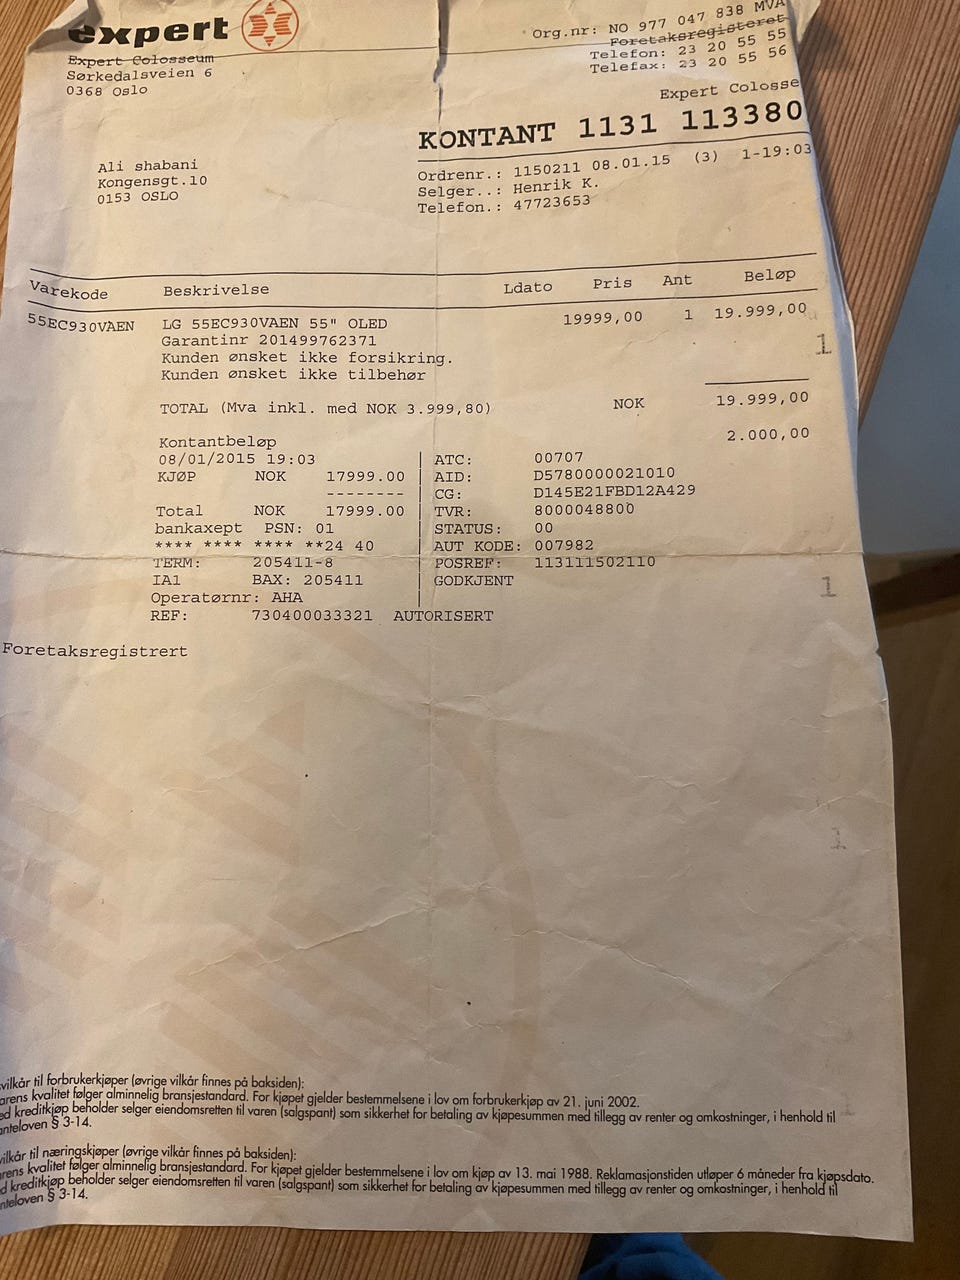 expert
Expert Colosseum
Sørkedalsveien 6
0368 Oslo
Org.nr: NO 977 047 838 MVA
Foretaksregisteret
Telefon: 23 20 55 55
Telefax: 23 20 55 56
Expert Colosse
KONTANT 1131 113380
Ali shabani
Kongensgt.10
0153 OSLO
Ordrenr.: 1150211 08.01.15 (3) 1-19:03
Selger..: Henrik K.
Telefon.: 47723653
Varekode Beskrivelse Ldato Pris Ant Beløp
55EC930VAEN LG 55EC930VAEN 55" OLED 19999,00 1 19.999,00
Garantinr 201499762371
Kunden ønsket ikke forsikring.
Kunden ønsket ikke tilbehør
TOTAL (Mva inkl. med NOK 3.999,80) NOK 19.999,00
Kontantbeløp 2.000,00
08/01/2015 19:03 ATC: 00707
KJØP NOK 17999.00 AID: D5780000021010
-------- CG: D145E21FBD12A429
Total NOK 17999.00 TVR: 8000048800
bankaxept PSN: 01 STATUS: 00
**** **** **** **24 40 AUT KODE: 007982
TERM: 205411-8 POSREF: 113111502110
IA1 BAX: 205411 GODKJENT
Operatørnr: AHA
REF: 730400033321 AUTORISERT
Foretaksregistrert
1
1
1
1
vilkår til forbrukerkjøper (øvrige vilkår finnes på baksiden):
arens kvalitet følger alminnelig bransjestandard. For kjøpet gjelder bestemmelsene i lov om forbrukerkjøp av 21. juni 2002.
ed kreditkjøp beholder selger eiendomsretten til varen (salgspant) som sikkerhet for betaling av kjøpesummen med tillegg av renter og omkostninger, i henhold til
anteloven § 3-14.
vilkår til næringskjøper (øvrige vilkår finnes på baksiden):
arens kvalitet følger alminnelig bransjestandard. For kjøpet gjelder bestemmelsene i lov om kjøp av 13. mai 1988. Reklamasjonstiden utløper 6 måneder fra kjøpsdato.
d kreditkjøp beholder selger eiendomsretten til varen (salgspant) som sikkerhet for betaling av kjøpesummen med tillegg av renter og omkostninger, i henhold til
anteloven § 3-14.